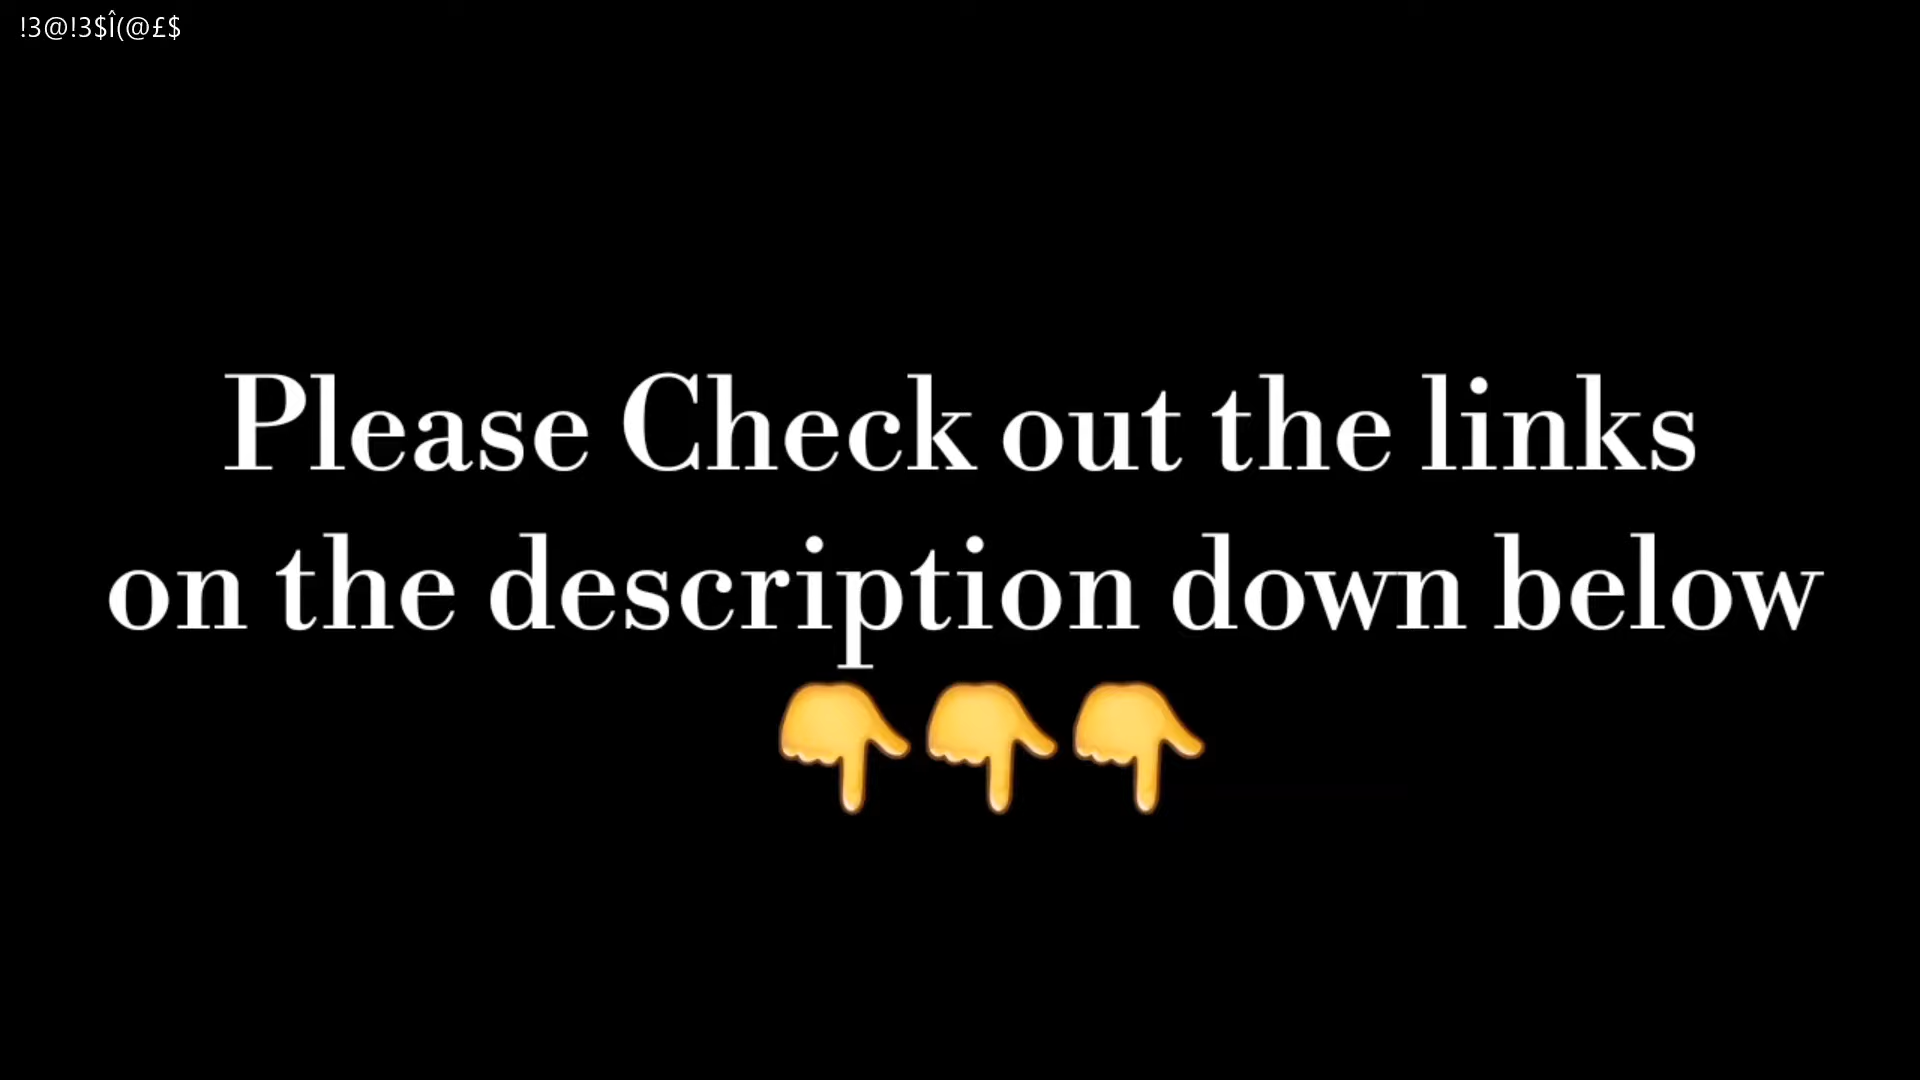 !3@!3$Î(@£$
Please Check out the links
on the description down below
👇👇👇